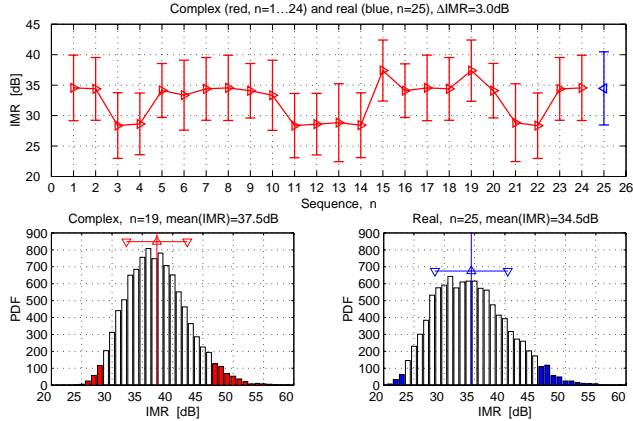 Complex (red, n=1...24) and real (blue, n=25), ΔIMR=3.0dB
45
40
35
30
25
20
IMR [dB]
0 1 2 3 4 5 6 7 8 9 10 11 12 13 14 15 16 17 18 19 20 21 22 23 24 25 26
Sequence, n
Complex, n=19, mean(IMR)=37.5dB
900
800
700
600
500
400
300
200
100
0
PDF
20 25 30 35 40 45 50 55 60
IMR [dB]
Real, n=25, mean(IMR)=34.5dB
900
800
700
600
500
400
300
200
100
0
PDF
20 25 30 35 40 45 50 55 60
IMR [dB]